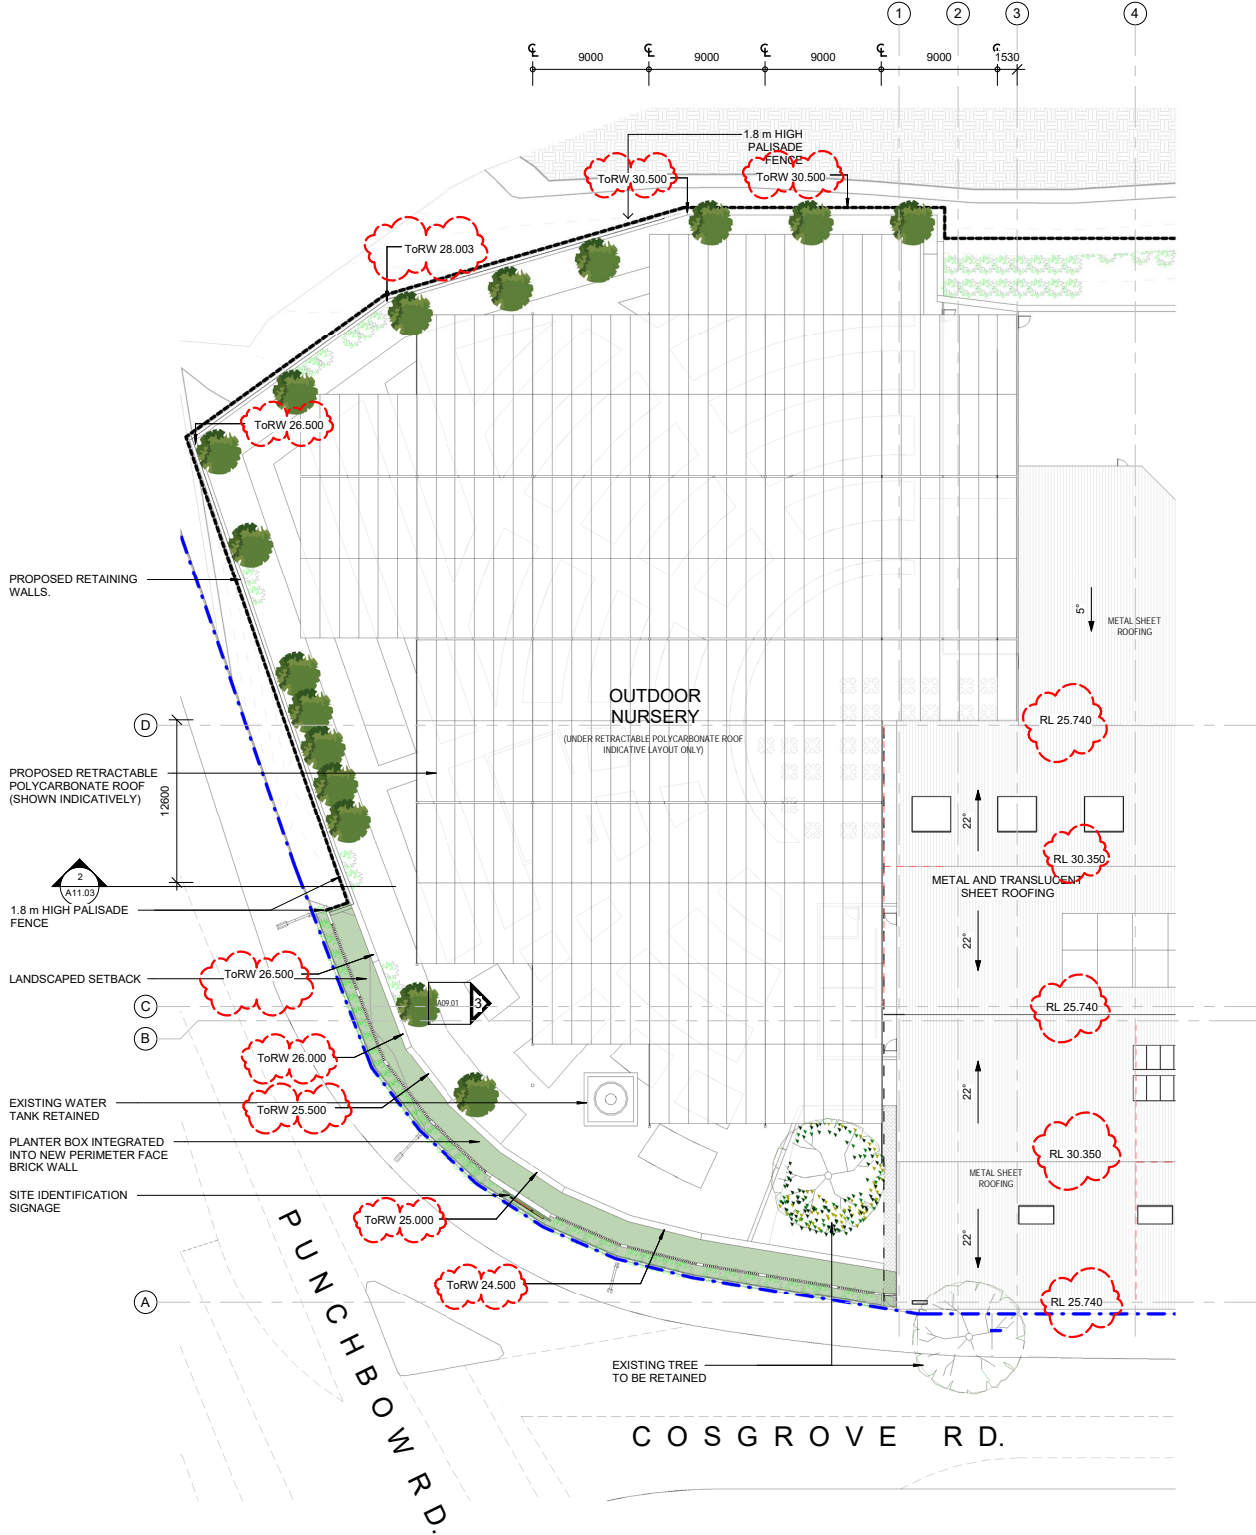 1
2
3
4
9000
9000
9000
9000
1530
1.8 m HIGH
PALISADE
FENCE
ToRW 30.500
ToRW 30.500
ToRW 28.003
ToRW 26.500
PROPOSED RETAINING
WALLS.
5°
METAL SHEET
ROOFING
OUTDOOR
NURSERY
(UNDER RETRACTABLE POLYCARBONATE ROOF
INDICATIVE LAYOUT ONLY)
RL 25.740
D
PROPOSED RETRACTABLE
POLYCARBONATE ROOF
(SHOWN INDICATIVELY)
12600
22°
RL 30.350
METAL AND TRANSLUCENT
SHEET ROOFING
2
A11.03
1.8 m HIGH PALISADE
FENCE
22°
ToRW 26.500
LANDSCAPED SETBACK
A09.01
3
RL 25.740
C
B
ToRW 26.000
22°
EXISTING WATER
TANK RETAINED
ToRW 25.500
PLANTER BOX INTEGRATED
INTO NEW PERIMETER FACE
BRICK WALL
RL 30.350
METAL SHEET
ROOFING
SITE IDENTIFICATION
SIGNAGE
ToRW 25.000
22°
ToRW 24.500
RL 25.740
A
EXISTING TREE
TO BE RETAINED
PUNCHBOW RD.
COSGROVE RD.